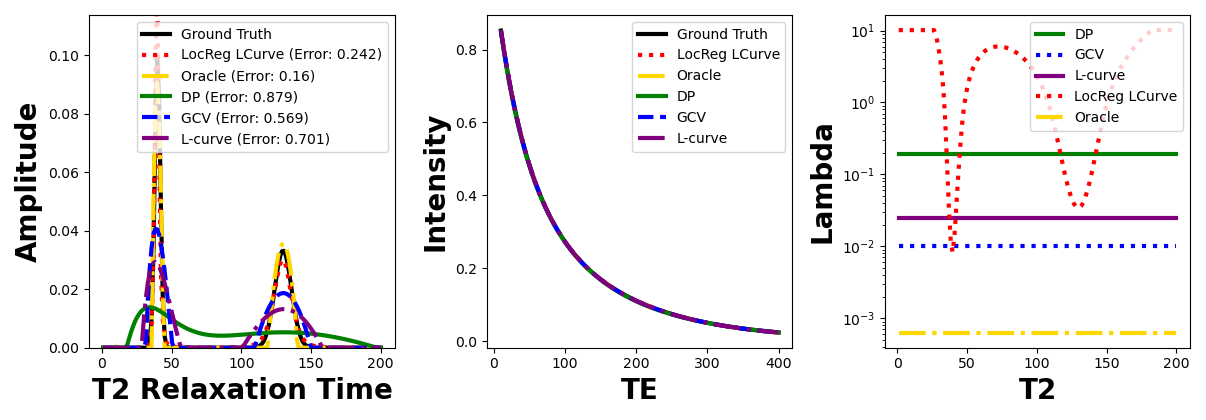 Amplitude
0.00
0.02
0.04
0.06
0.08
0.10
0
50
100
150
200
T2 Relaxation Time
Ground Truth
LocReg LCurve (Error: 0.242)
Oracle (Error: 0.16)
DP (Error: 0.879)
GCV (Error: 0.569)
L-curve (Error: 0.701)
Intensity
0.0
0.2
0.4
0.6
0.8
0
100
200
300
400
TE
Ground Truth
LocReg LCurve
Oracle
DP
GCV
L-curve
Lambda
10¹
10⁰
10⁻¹
10⁻²
10⁻³
0
50
100
150
200
T2
DP
GCV
L-curve
LocReg LCurve
Oracle